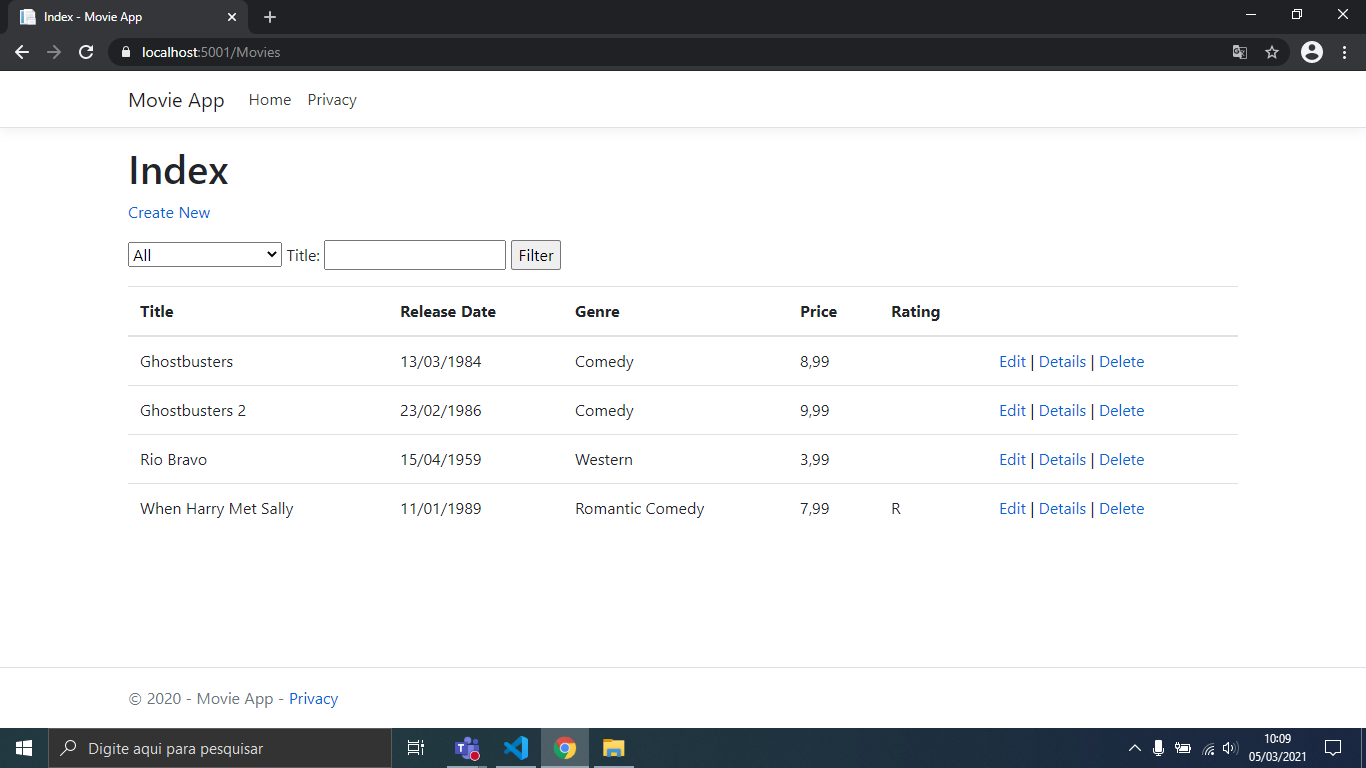 Index - Movie App
localhost:5001/Movies
Movie App Home Privacy
Index
Create New
All Title: Filter
Title Release Date Genre Price Rating
Ghostbusters 13/03/1984 Comedy 8,99 Edit | Details | Delete
Ghostbusters 2 23/02/1986 Comedy 9,99 Edit | Details | Delete
Rio Bravo 15/04/1959 Western 3,99 Edit | Details | Delete
When Harry Met Sally 11/01/1989 Romantic Comedy 7,99 R Edit | Details | Delete
© 2020 - Movie App - Privacy
Digite aqui para pesquisar
10:09
05/03/2021